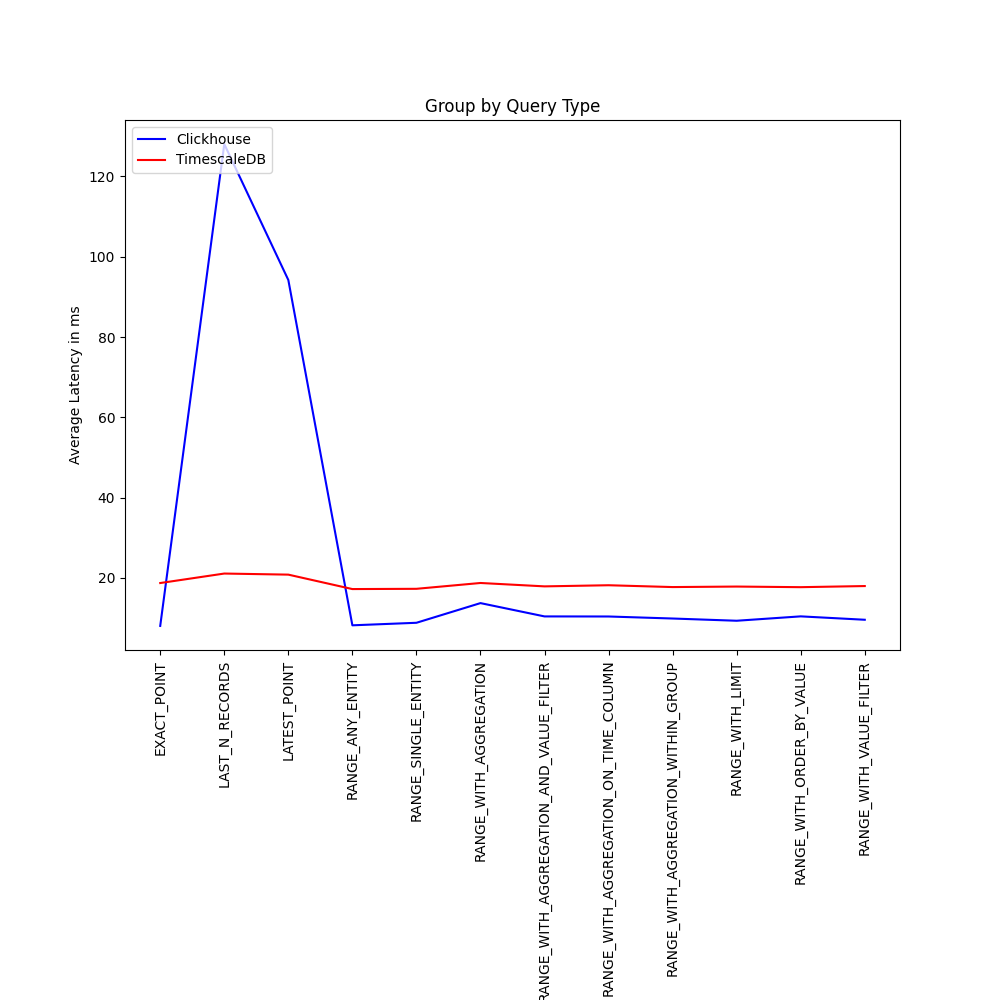 Group by Query Type
Clickhouse
TimescaleDB
Average Latency in ms
120
100
80
60
40
20
EXACT_POINT
LAST_N_RECORDS
LATEST_POINT
RANGE_ANY_ENTITY
RANGE_SINGLE_ENTITY
RANGE_WITH_AGGREGATION
RANGE_WITH_AGGREGATION_AND_VALUE_FILTER
RANGE_WITH_AGGREGATION_ON_TIME_COLUMN
RANGE_WITH_AGGREGATION_WITHIN_GROUP
RANGE_WITH_LIMIT
RANGE_WITH_ORDER_BY_VALUE
RANGE_WITH_VALUE_FILTER